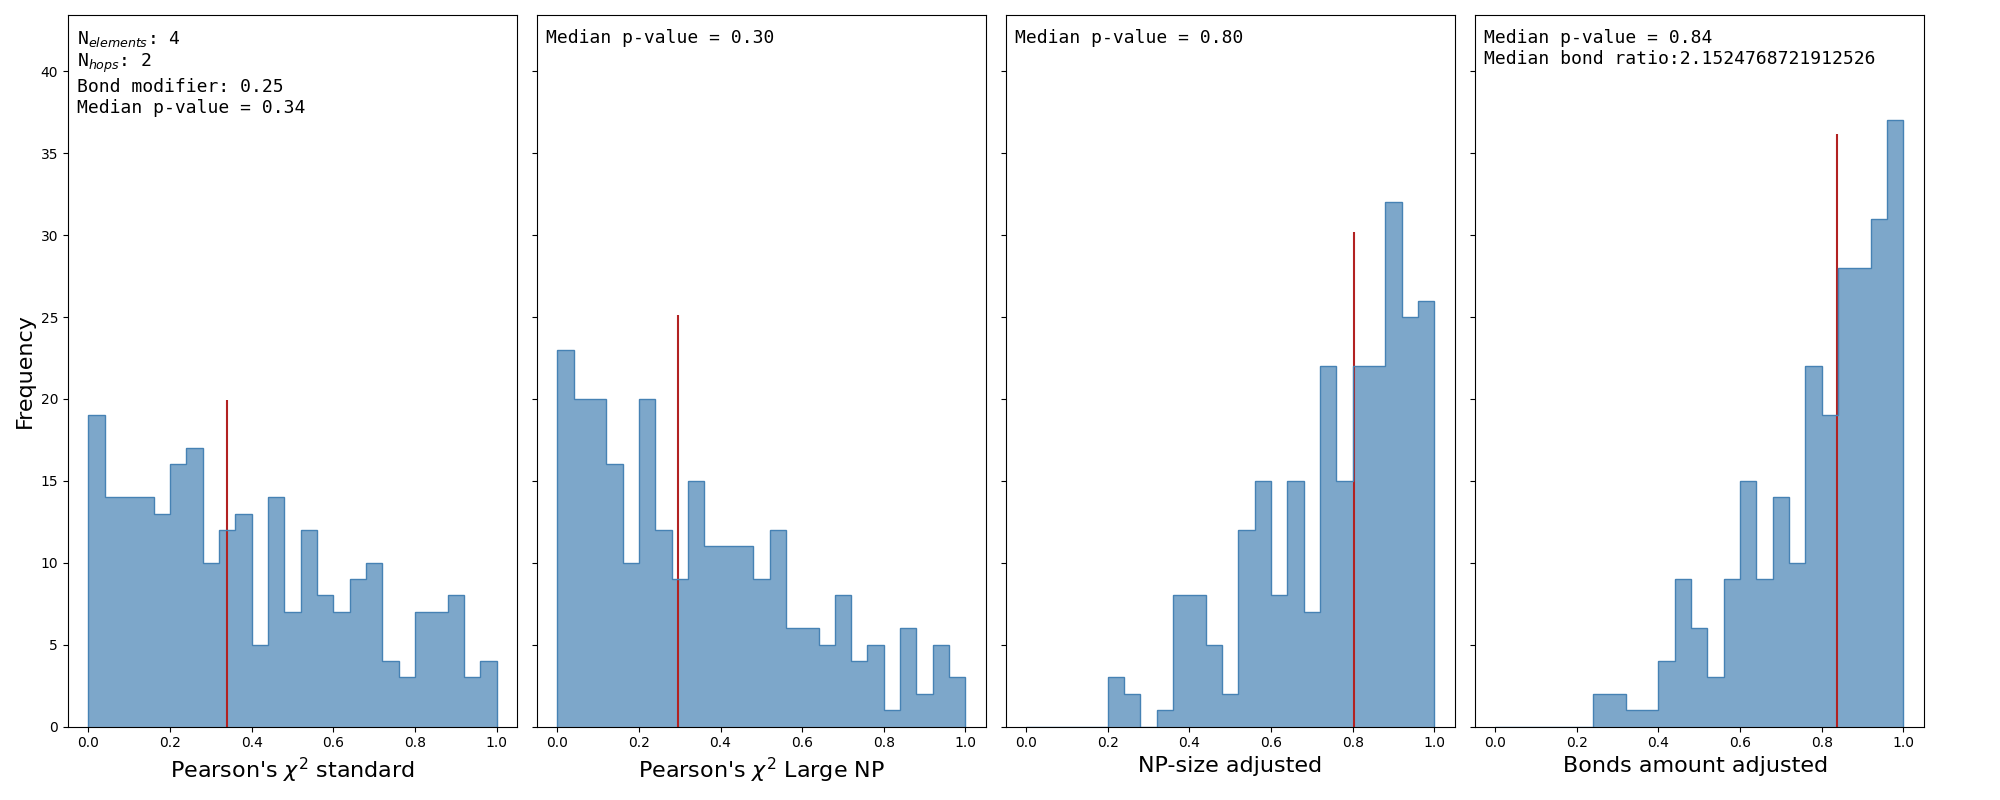 N_elements: 4
N_hops: 2
Bond modifier: 0.25
Median p-value = 0.34
Median p-value = 0.30
Median p-value = 0.80
Median p-value = 0.84
Median bond ratio:2.1524768721912526
Frequency
40
35
30
25
20
15
10
5
0
0.0 0.2 0.4 0.6 0.8 1.0
0.0 0.2 0.4 0.6 0.8 1.0
0.0 0.2 0.4 0.6 0.8 1.0
0.0 0.2 0.4 0.6 0.8 1.0
Pearson's χ² standard
Pearson's χ² Large NP
NP-size adjusted
Bonds amount adjusted